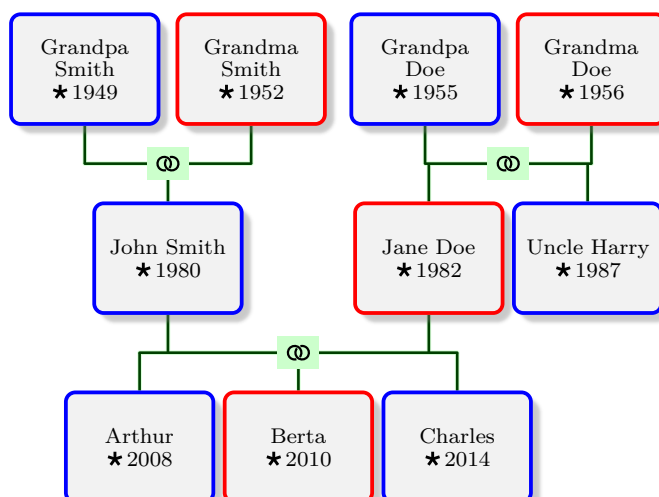 Grandpa
Smith
★1949
Grandma
Smith
★1952
Grandpa
Doe
★1955
Grandma
Doe
★1956
John Smith
★1980
Jane Doe
★1982
Uncle Harry
★1987
Arthur
★2008
Berta
★2010
Charles
★2014